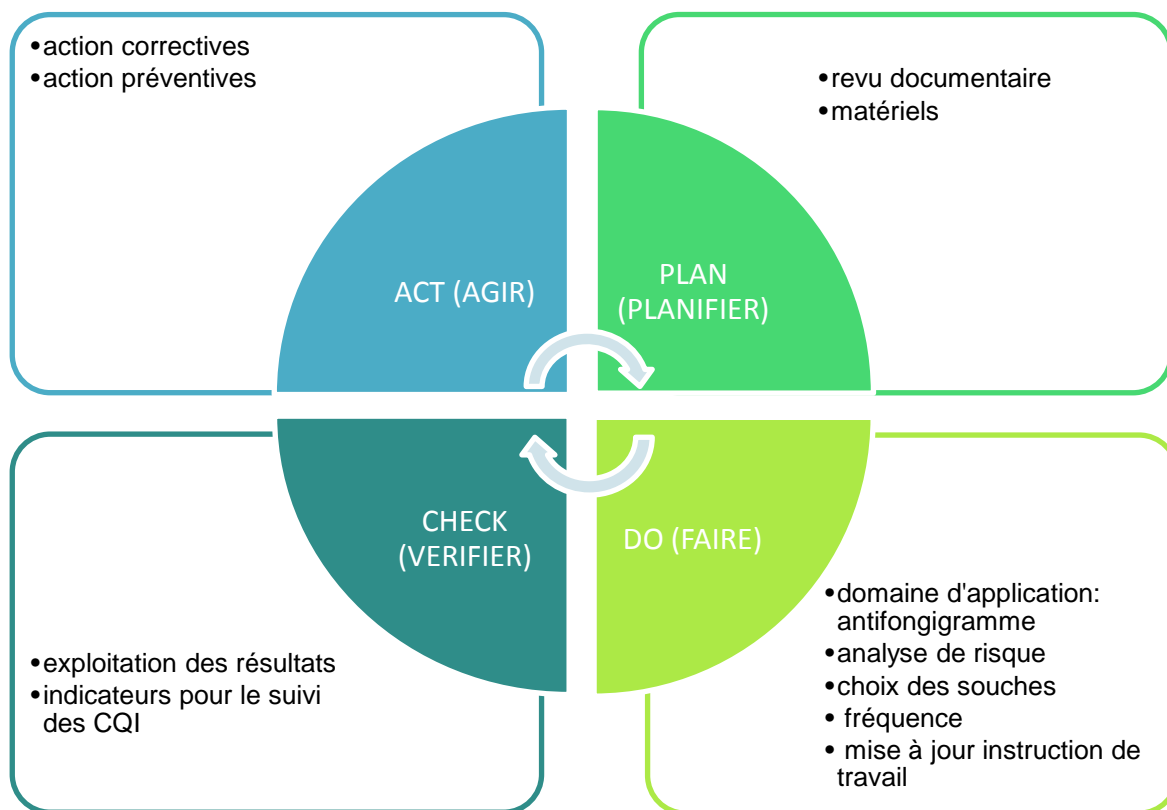 •action correctives
•action préventives
•revu documentaire
•matériels
ACT (AGIR)
PLAN
(PLANIFIER)
CHECK
(VERIFIER)
DO (FAIRE)
•exploitation des résultats
•indicateurs pour le suivi
des CQI
•domaine d'application:
antifongigramme
•analyse de risque
•choix des souches
• fréquence
• mise à jour instruction de
travail